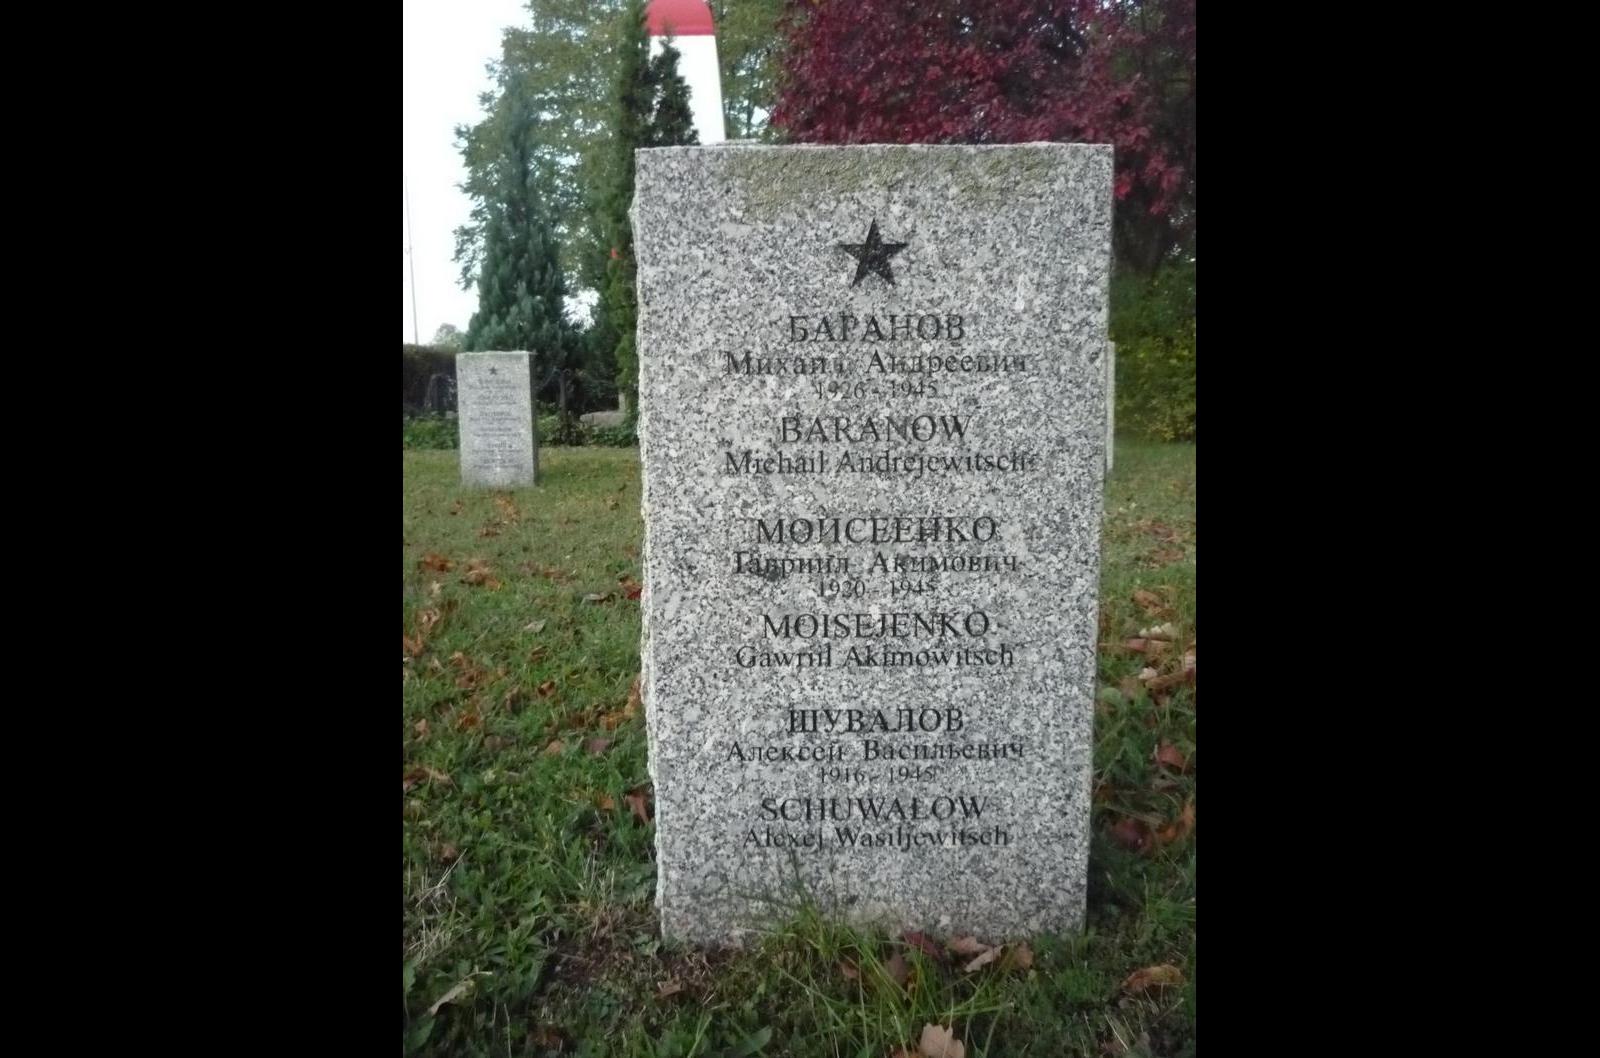 БАРАНОВ
Михаил Андреевич
1926 - 1945
BARANOW
Michail Andrejewitsch
МОИСЕЕНКО
Гавриил Акимович
1920 - 1945
MOISEJENKO
Gawriil Akimowitsch
ШУВАЛОВ
Алексей Васильевич
1916 - 1945
SCHUWALOW
Alexej Wasiljewitsch